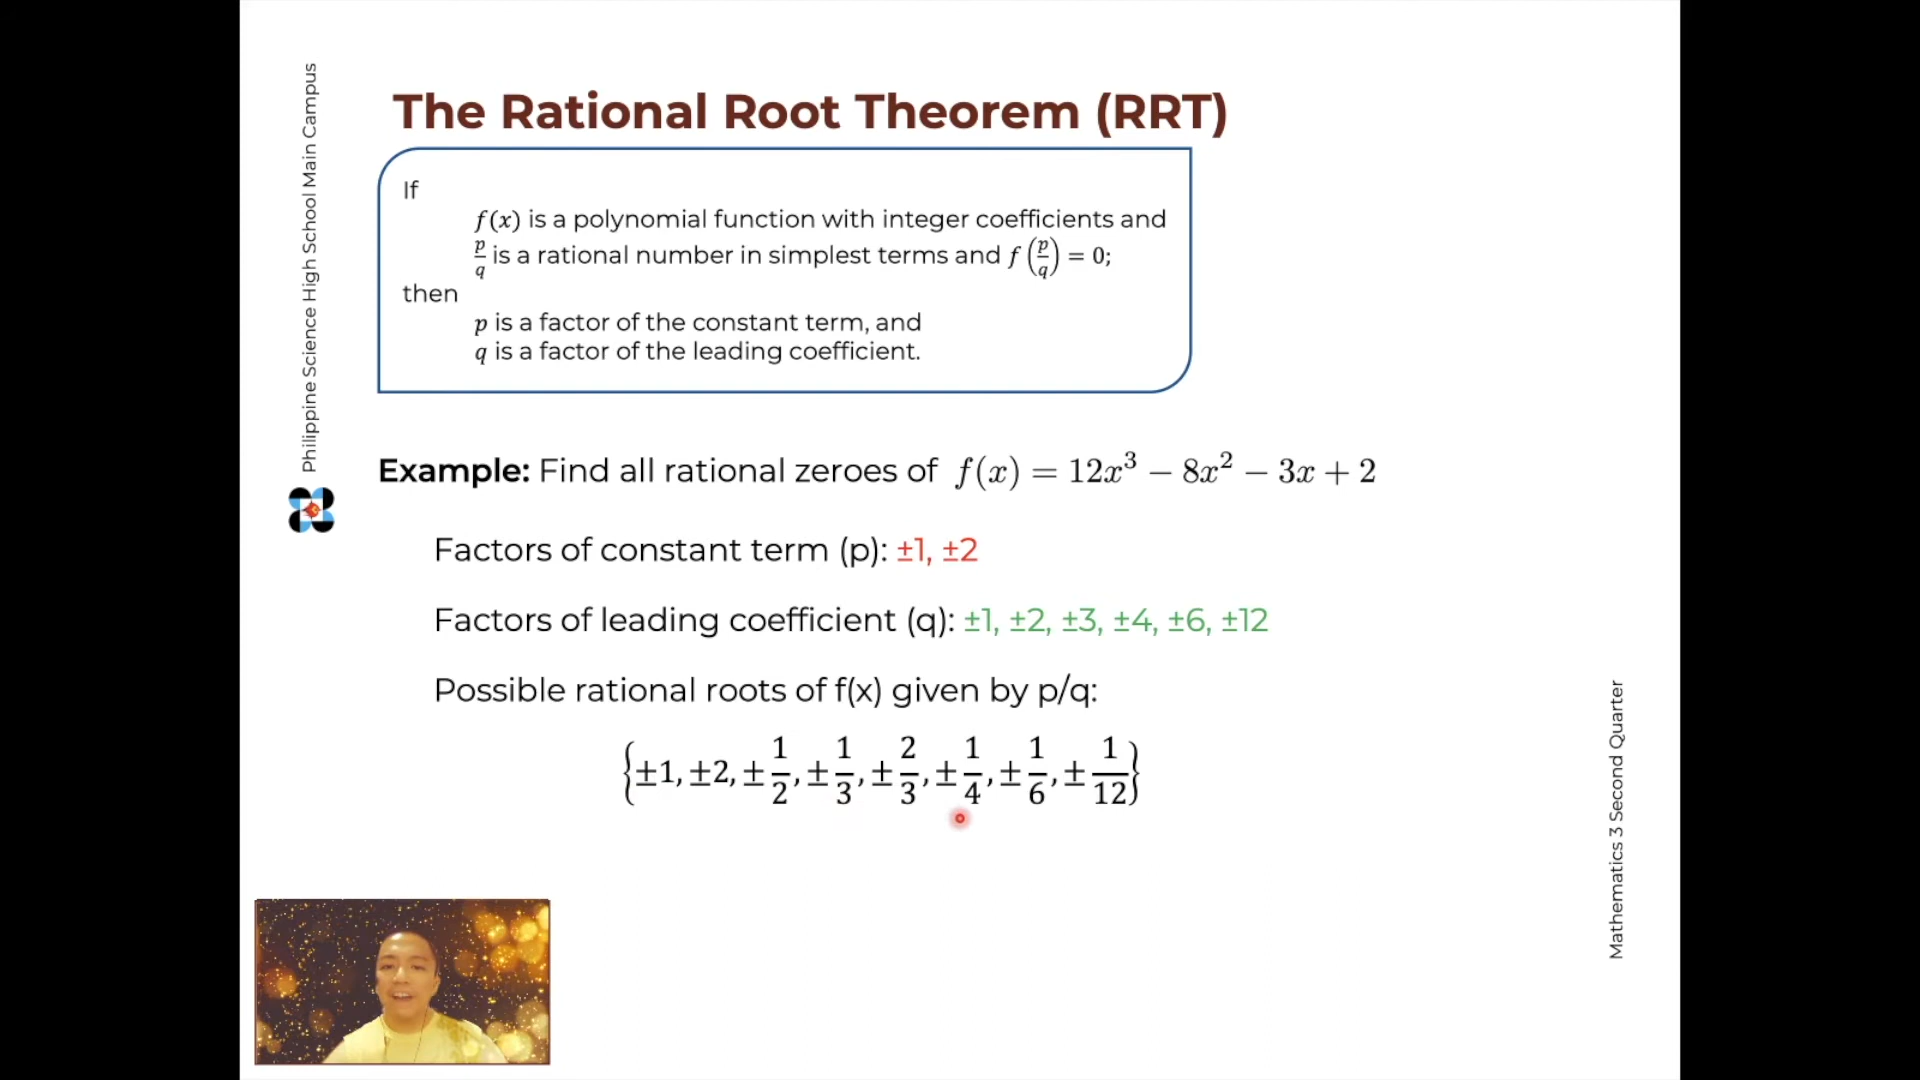 Philippine Science High School Main Campus
The Rational Root Theorem (RRT)
If
f(x) is a polynomial function with integer coefficients and
p/q is a rational number in simplest terms and f(p/q) = 0;
then
p is a factor of the constant term, and
q is a factor of the leading coefficient.
Example: Find all rational zeroes of f(x) = 12x³ − 8x² − 3x + 2
Factors of constant term (p): ±1, ±2
Factors of leading coefficient (q): ±1, ±2, ±3, ±4, ±6, ±12
Possible rational roots of f(x) given by p/q:
{±1, ±2, ±1/2, ±1/3, ±2/3, ±1/4, ±1/6, ±1/12}
Mathematics 3 Second Quarter